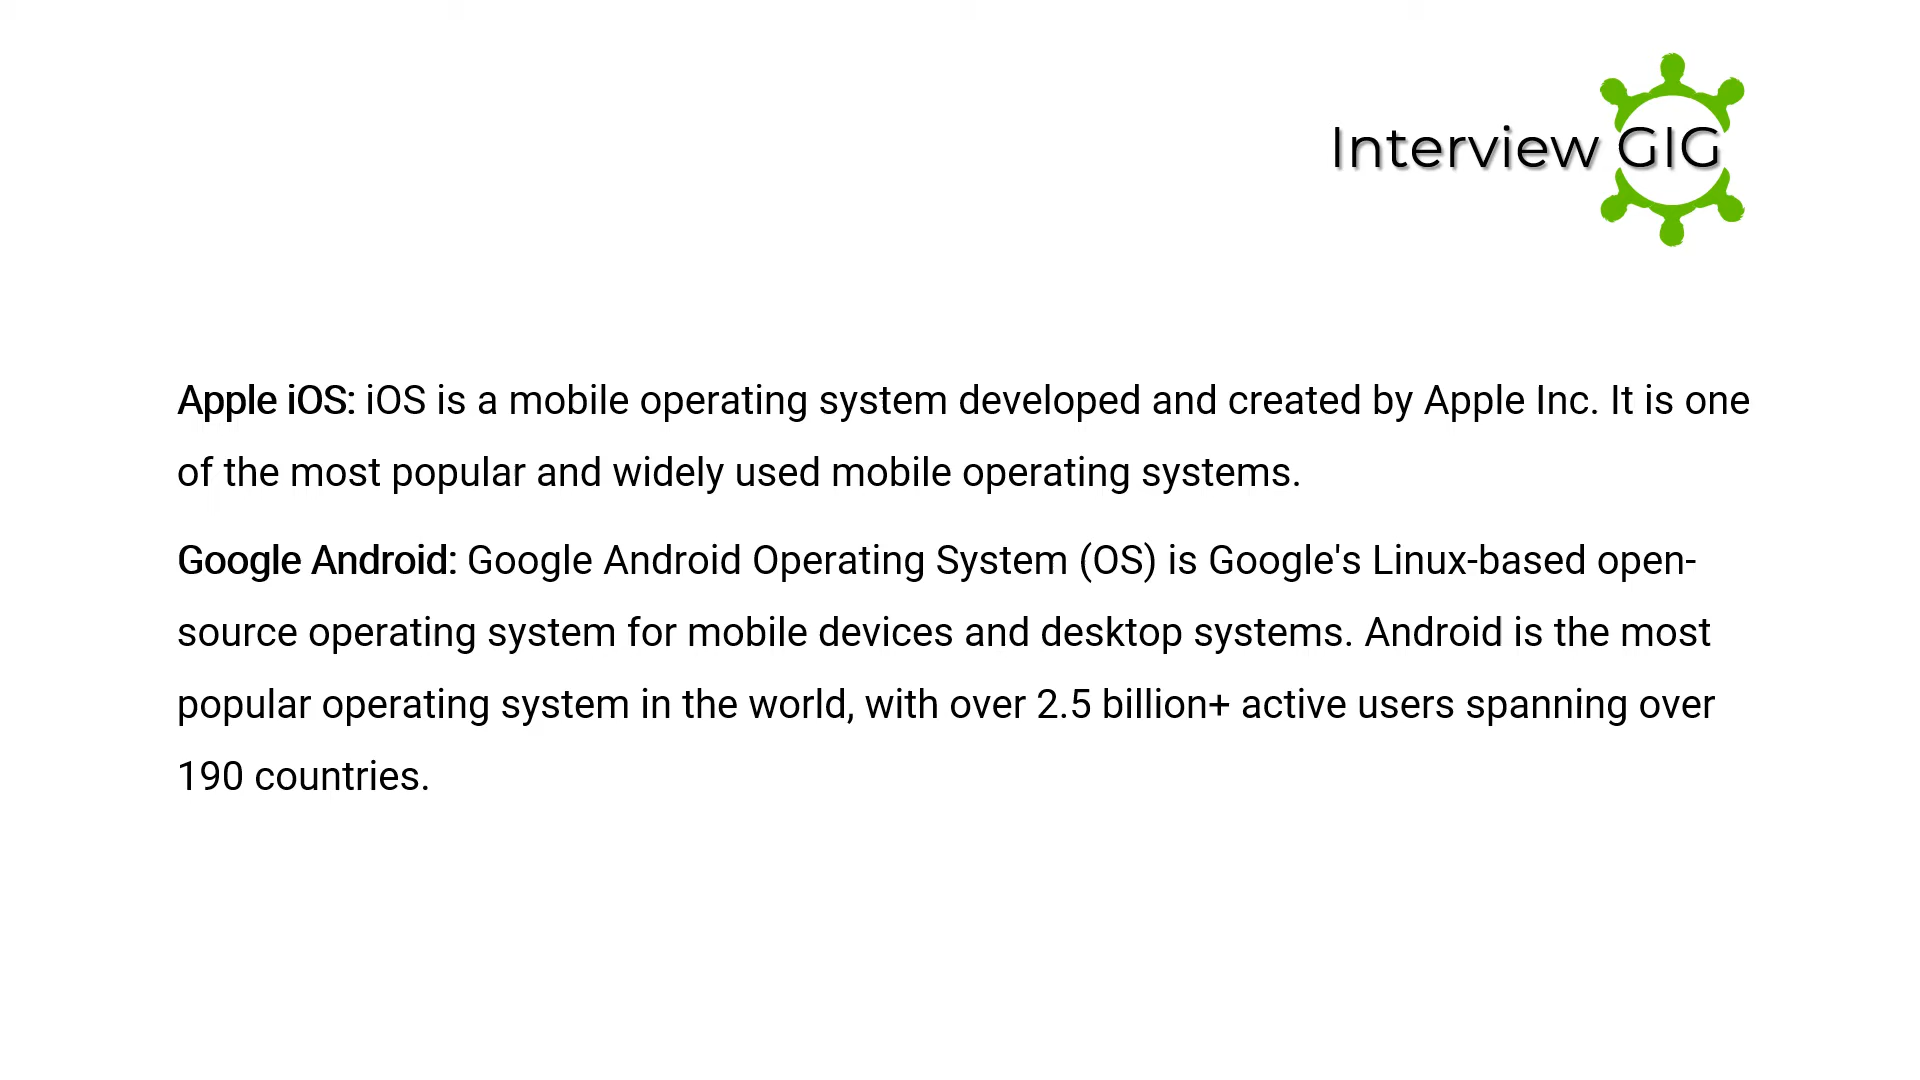 Interview GIG
Apple iOS: iOS is a mobile operating system developed and created by Apple Inc. It is one
of the most popular and widely used mobile operating systems.
Google Android: Google Android Operating System (OS) is Google's Linux-based open-
source operating system for mobile devices and desktop systems. Android is the most
popular operating system in the world, with over 2.5 billion+ active users spanning over
190 countries.